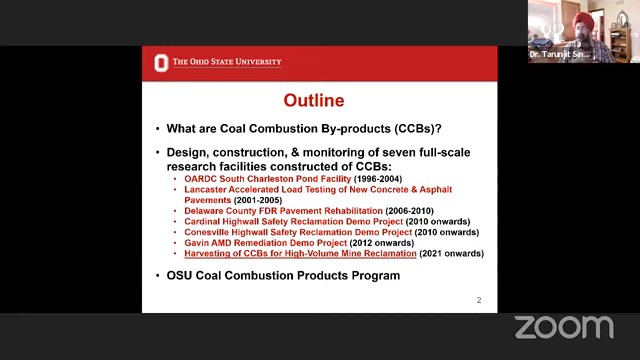 THE OHIO STATE UNIVERSITY
Dr. Tarunjit Sin...
Outline
• What are Coal Combustion By-products (CCBs)?
• Design, construction, & monitoring of seven full-scale
research facilities constructed of CCBs:
• OARDC South Charleston Pond Facility (1996-2004)
• Lancaster Accelerated Load Testing of New Concrete & Asphalt
Pavements (2001-2005)
• Delaware County FDR Pavement Rehabilitation (2006-2010)
• Cardinal Highwall Safety Reclamation Demo Project (2010 onwards)
• Conesville Highwall Safety Reclamation Demo Project (2010 onwards)
• Gavin AMD Remediation Demo Project (2012 onwards)
• Harvesting of CCBs for High-Volume Mine Reclamation (2021 onwards)
• OSU Coal Combustion Products Program
2
zoom